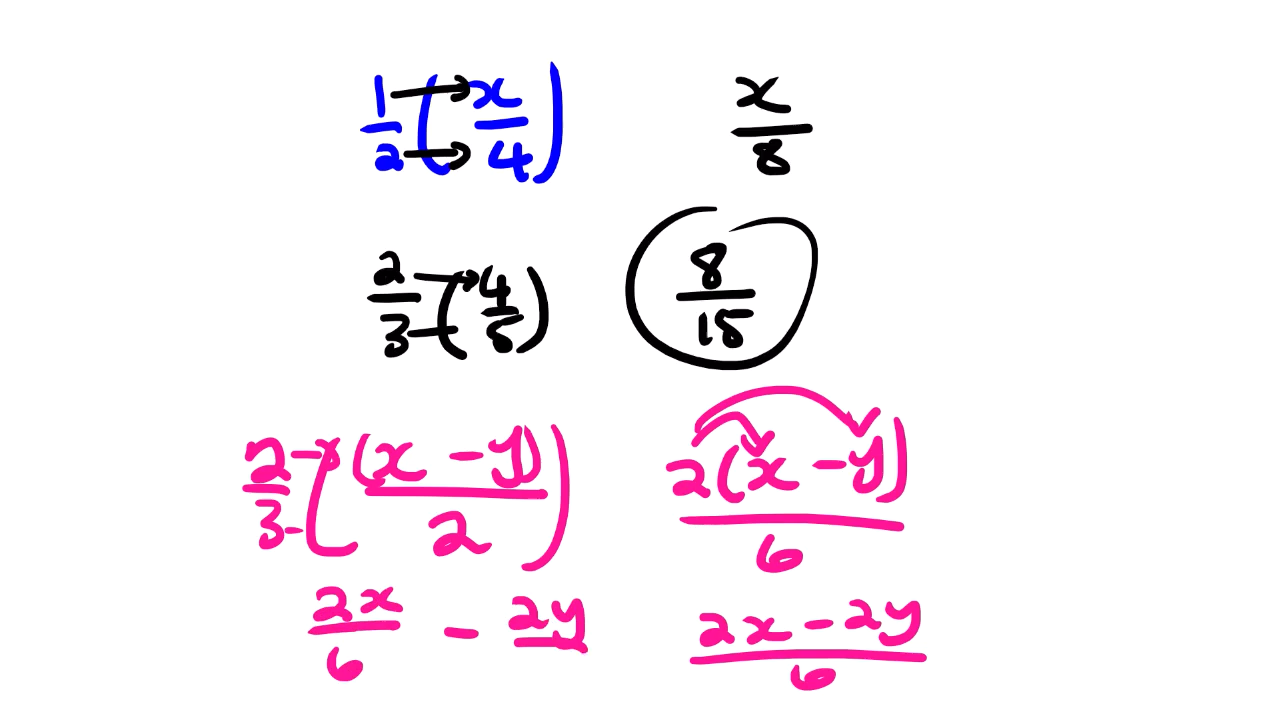 1/2 (x/4) x/8
2/3 (4/5) 8/15
2/3 ((x - y)/2) 2(x - y)/6
2x/6 - 2y/ (2x - 2y)/6